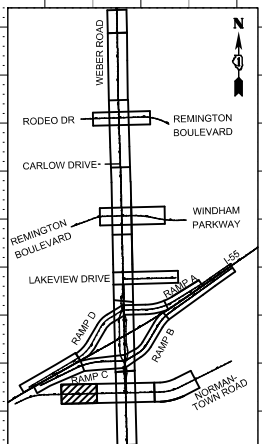 N
WEBER ROAD
RODEO DR
REMINGTON
BOULEVARD
CARLOW DRIVE
REMINGTON
BOULEVARD
WINDHAM
PARKWAY
LAKEVIEW DRIVE
I-55
RAMP A
RAMP D
RAMP B
RAMP C
NORMAN-
TOWN ROAD